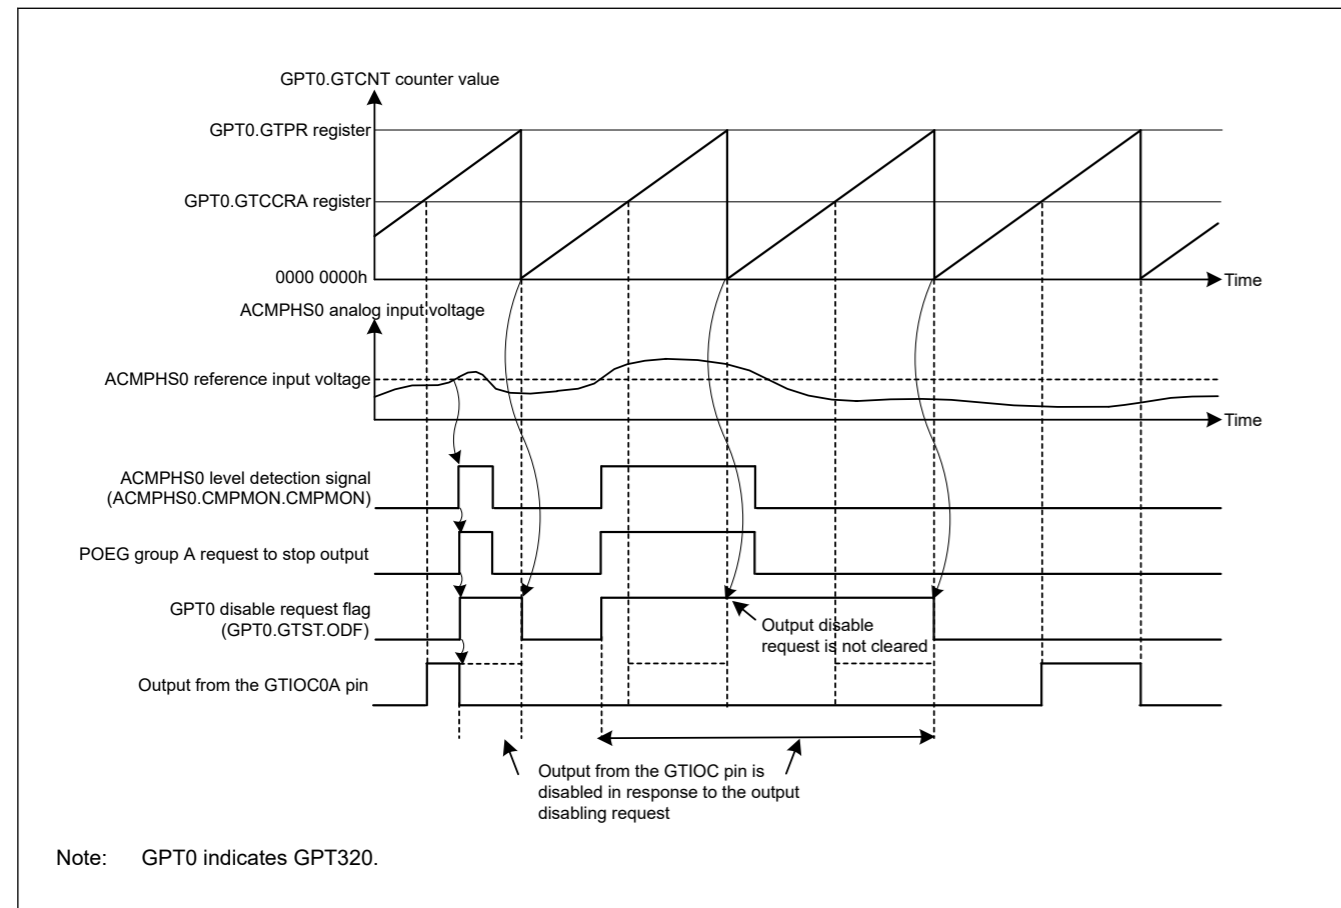 GPT0.GTCNT counter value
GPT0.GTPR register
GPT0.GTCCRA register
0000 0000h
Time
ACMPHS0 analog input voltage
ACMPHS0 reference input voltage
Time
ACMPHS0 level detection signal
(ACMPHS0.CMPMON.CMPMON)
POEG group A request to stop output
GPT0 disable request flag
(GPT0.GTST.ODF)
Output disable
request is not cleared
Output from the GTIOC0A pin
Output from the GTIOC pin is
disabled in response to the output
disabling request
Note: GPT0 indicates GPT320.